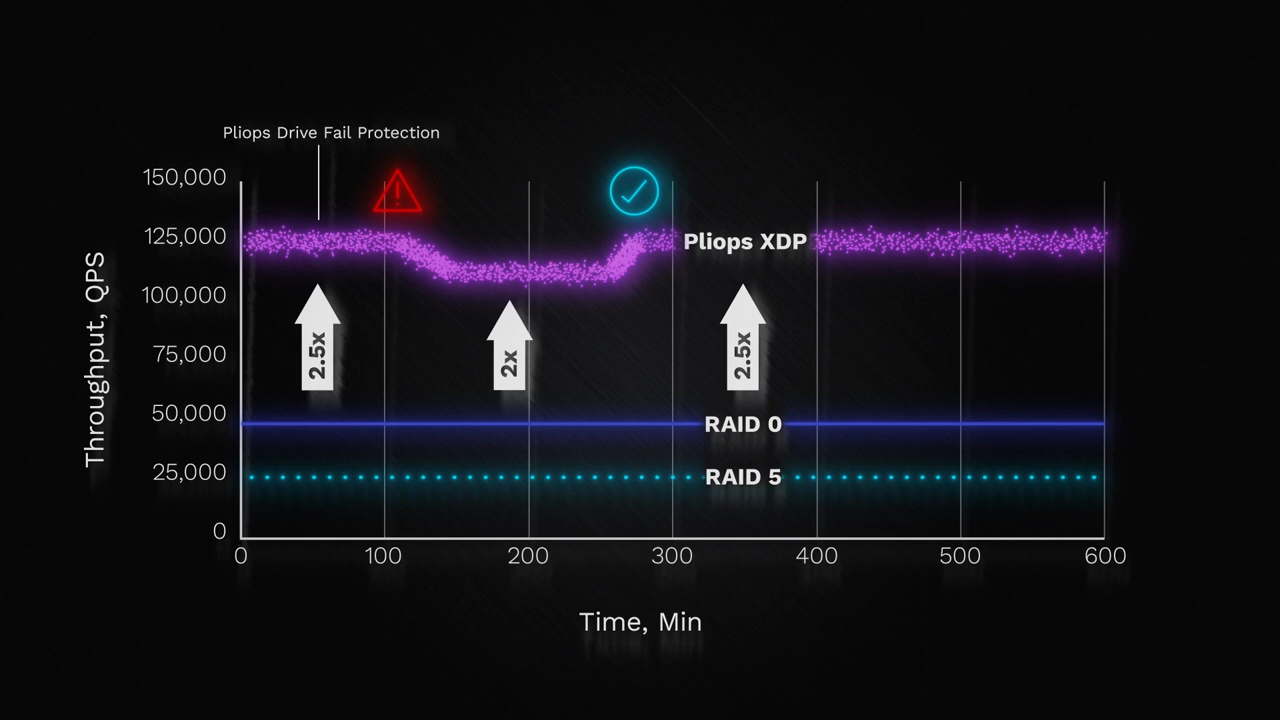 Pliops Drive Fail Protection
150,000
125,000
100,000
75,000
50,000
25,000
0
Throughput, QPS
Pliops XDP
2.5x
2x
2.5x
RAID 0
RAID 5
0 100 200 300 400 500 600
Time, Min